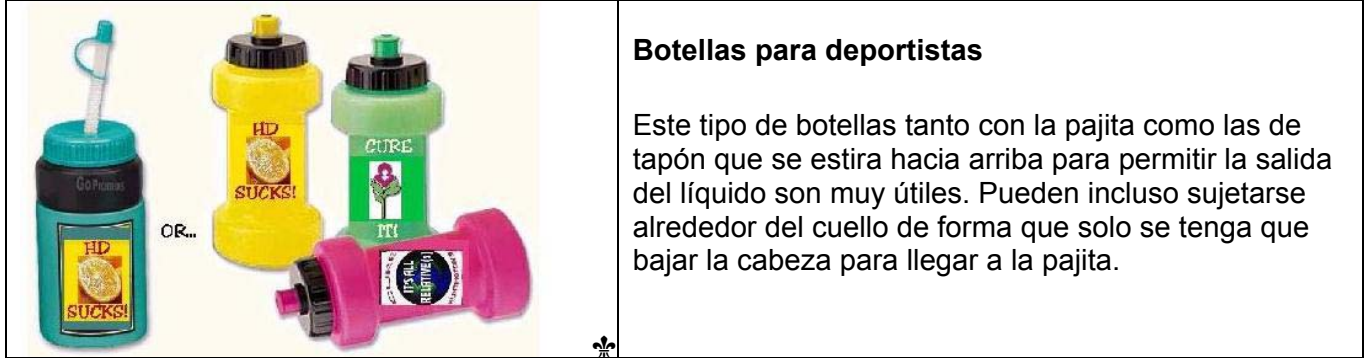 Botellas para deportistas
Este tipo de botellas tanto con la pajita como las de
tapón que se estira hacia arriba para permitir la salida
del líquido son muy útiles. Pueden incluso sujetarse
alrededor del cuello de forma que solo se tenga que
bajar la cabeza para llegar a la pajita.
GoPromos
HD
SUCKS!
OR...
HD
SUCKS!
CURE
IT!
IT'S ALL
RELATIVE(S)